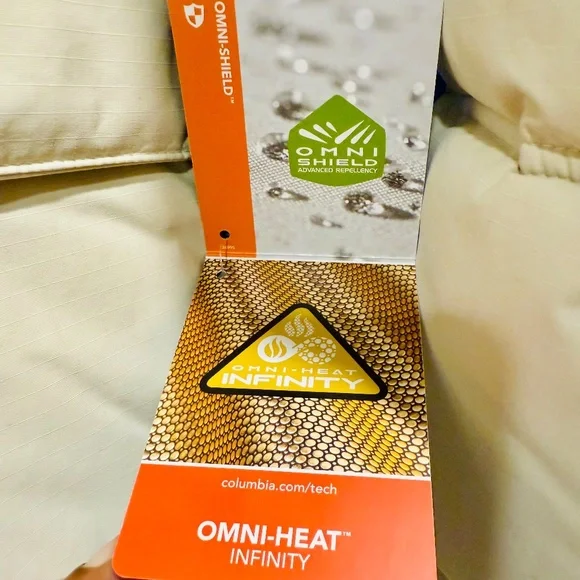 OMNI-SHIELD™
OMNI
SHIELD
ADVANCED REPELLENCY
OMNI-HEAT
INFINITY
columbia.com/tech
OMNI-HEAT™
INFINITY